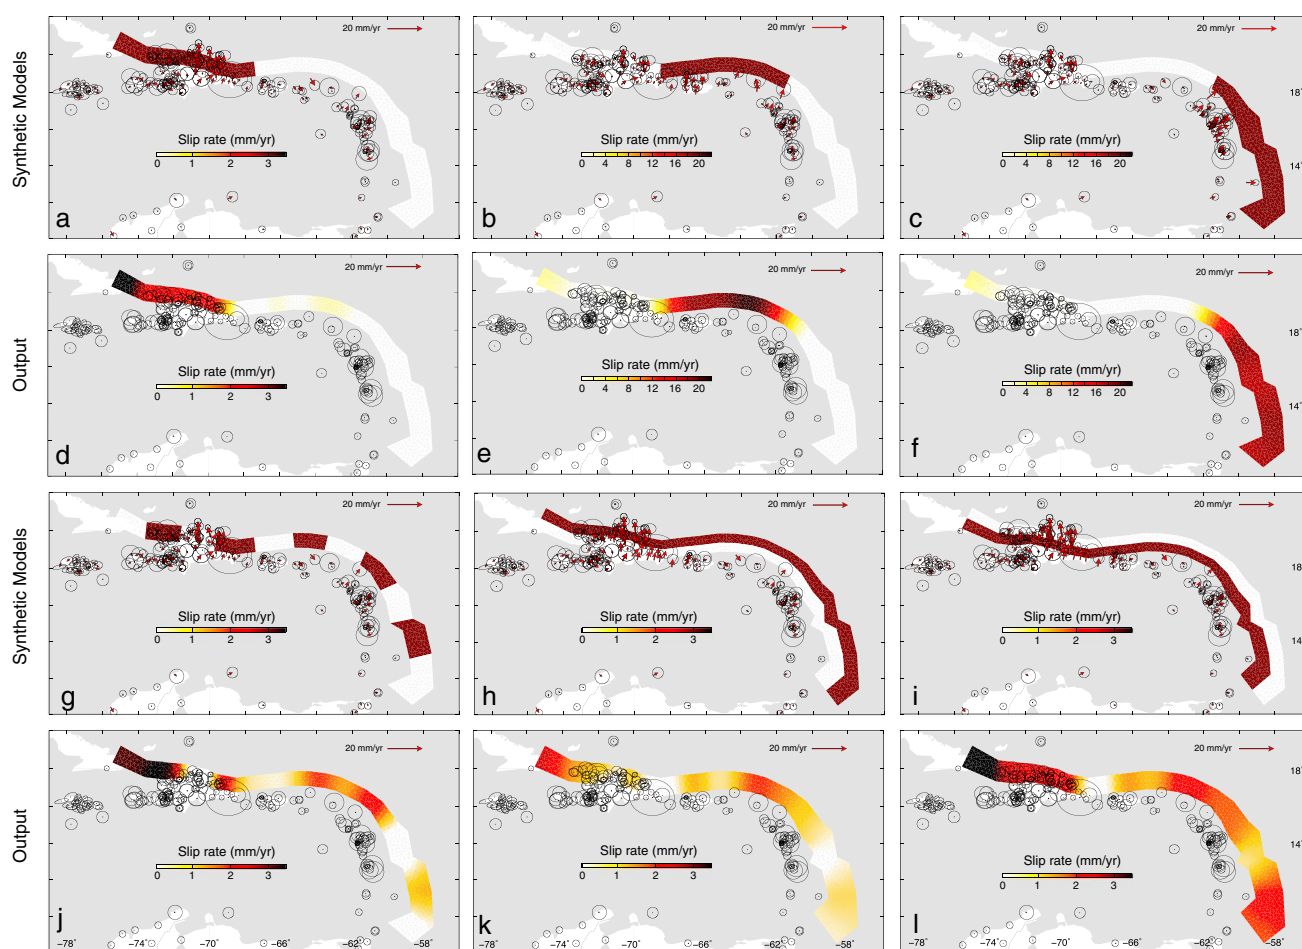 Synthetic Models
20 mm/yr
Slip rate (mm/yr)
0 1 2 3
a
20 mm/yr
Slip rate (mm/yr)
0 4 8 12 16 20
b
20 mm/yr
Slip rate (mm/yr)
0 4 8 12 16 20
18˚
14˚
c
Output
20 mm/yr
Slip rate (mm/yr)
0 1 2 3
d
20 mm/yr
Slip rate (mm/yr)
0 4 8 12 16 20
e
20 mm/yr
Slip rate (mm/yr)
0 4 8 12 16 20
18˚
14˚
f
Synthetic Models
20 mm/yr
Slip rate (mm/yr)
0 1 2 3
g
20 mm/yr
Slip rate (mm/yr)
0 1 2 3
h
20 mm/yr
Slip rate (mm/yr)
0 1 2 3
18˚
14˚
i
Output
20 mm/yr
Slip rate (mm/yr)
0 1 2 3
j
−78˚ −74˚ −70˚ −66˚ −62˚ −58˚
20 mm/yr
Slip rate (mm/yr)
0 1 2 3
k
−78˚ −74˚ −70˚ −66˚ −62˚ −58˚
20 mm/yr
Slip rate (mm/yr)
0 1 2 3
18˚
14˚
l
−78˚ −74˚ −70˚ −66˚ −62˚ −58˚